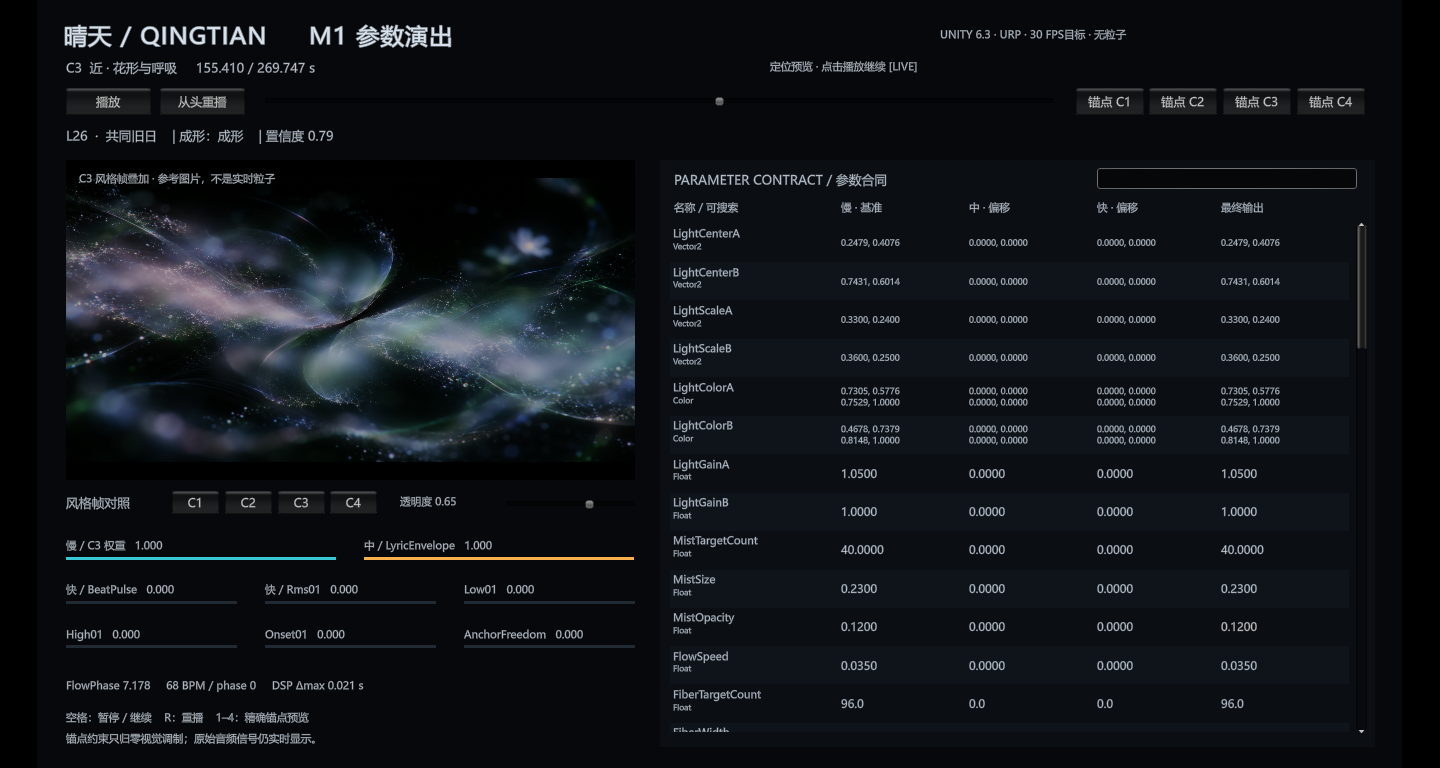 晴天 / QINGTIAN M1 参数演出
UNITY 6.3 · URP · 30 FPS目标 · 无粒子
C3 近 · 花形与呼吸 155.410 / 269.747 s
定位预览 · 点击播放继续 [LIVE]
播放 从头重播 锚点 C1 锚点 C2 锚点 C3 锚点 C4
L26 · 共同旧日 | 成形：成形 | 置信度 0.79
C3 风格帧叠加 · 参考图片，不是实时粒子
风格帧对照 C1 C2 C3 C4 透明度 0.65
慢 / C3 权重 1.000 中 / LyricEnvelope 1.000
快 / BeatPulse 0.000 快 / Rms01 0.000 Low01 0.000
High01 0.000 Onset01 0.000 AnchorFreedom 0.000
FlowPhase 7.178 68 BPM / phase 0 DSP Δmax 0.021 s
空格：暂停 / 继续 R：重播 1–4：精确锚点预览
锚点约束只归零视觉调制；原始音频信号仍实时显示。
PARAMETER CONTRACT / 参数合同
名称 / 可搜索 慢 · 基准 中 · 偏移 快 · 偏移 最终输出
LightCenterA
Vector2 0.2479, 0.4076 0.0000, 0.0000 0.0000, 0.0000 0.2479, 0.4076
LightCenterB
Vector2 0.7431, 0.6014 0.0000, 0.0000 0.0000, 0.0000 0.7431, 0.6014
LightScaleA
Vector2 0.3300, 0.2400 0.0000, 0.0000 0.0000, 0.0000 0.3300, 0.2400
LightScaleB
Vector2 0.3600, 0.2500 0.0000, 0.0000 0.0000, 0.0000 0.3600, 0.2500
LightColorA 0.7305, 0.5776 0.0000, 0.0000 0.0000, 0.0000 0.7305, 0.5776
Color 0.7529, 1.0000 0.0000, 0.0000 0.0000, 0.0000 0.7529, 1.0000
LightColorB 0.4678, 0.7379 0.0000, 0.0000 0.0000, 0.0000 0.4678, 0.7379
Color 0.8148, 1.0000 0.0000, 0.0000 0.0000, 0.0000 0.8148, 1.0000
LightGainA
Float 1.0500 0.0000 0.0000 1.0500
LightGainB
Float 1.0000 0.0000 0.0000 1.0000
MistTargetCount
Float 40.0000 0.0000 0.0000 40.0000
MistSize
Float 0.2300 0.0000 0.0000 0.2300
MistOpacity
Float 0.1200 0.0000 0.0000 0.1200
FlowSpeed
Float 0.0350 0.0000 0.0000 0.0350
FiberTargetCount
Float 96.0 0.0 0.0 96.0
FiberWidth